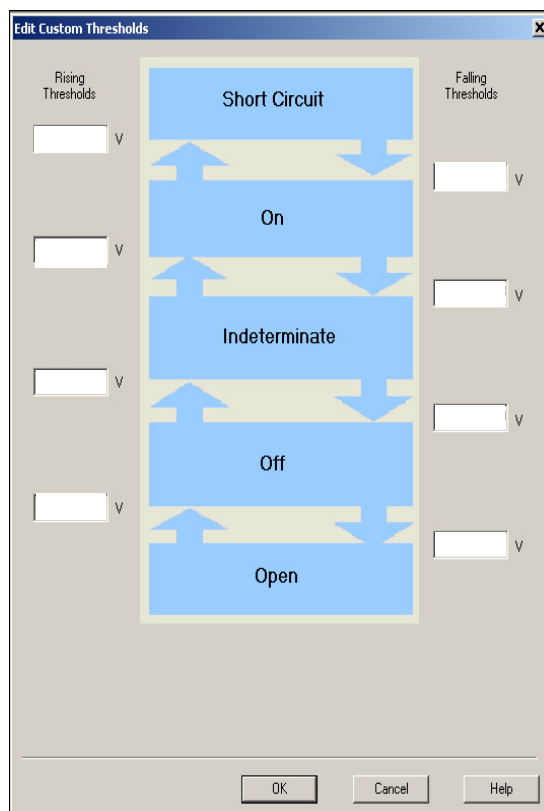 Edit Custom Thresholds
Rising
Thresholds
Falling
Thresholds
Short Circuit
V
V
On
V
V
Indeterminate
V
V
Off
V
V
Open
OK
Cancel
Help